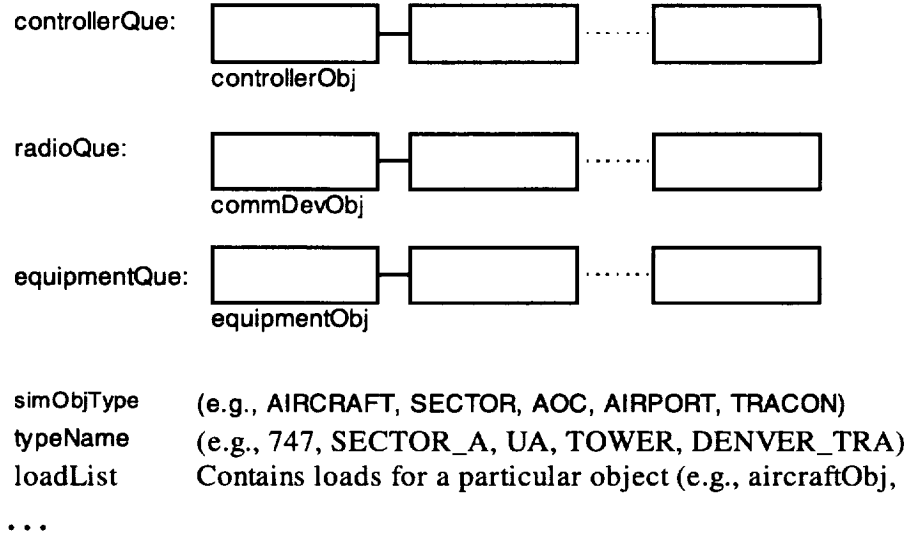 controllerQue:
controllerObj
radioQue:
commDevObj
equipmentQue:
equipmentObj
simObjType (e.g., AIRCRAFT, SECTOR, AOC, AIRPORT, TRACON)
typeName (e.g., 747, SECTOR_A, UA, TOWER, DENVER_TRA)
loadList Contains loads for a particular object (e.g., aircraftObj,
...